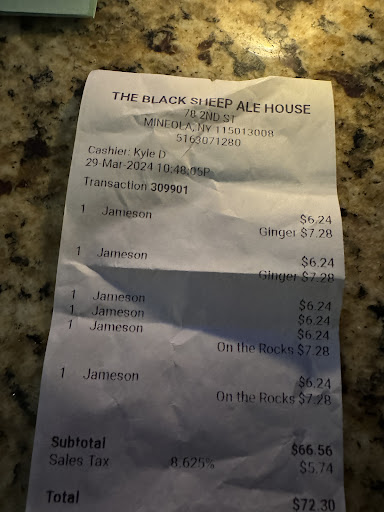 THE BLACK SHEEP ALE HOUSE
78 2ND ST
MINEOLA, NY 115013008
5163071280
Cashier: Kyle D
29-Mar-2024 10:48:05P
Transaction 309901
1 Jameson $6.24
Ginger $7.28
1 Jameson $6.24
Ginger $7.28
1 Jameson $6.24
1 Jameson $6.24
1 Jameson $6.24
On the Rocks $7.28
1 Jameson $6.24
On the Rocks $7.28
Subtotal $66.56
Sales Tax 8.625% $5.74
Total $72.30